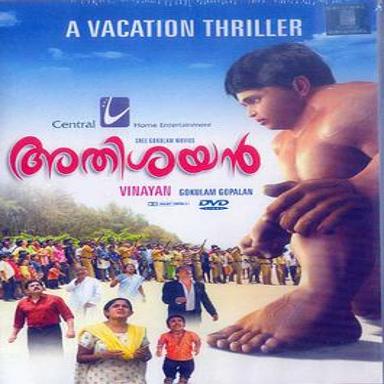 A VACATION THRILLER
Central Home Entertainment
SREE GOKULAM MOVIES
അതിശയൻ
VINAYAN GOKULAM GOPALAN
DVD